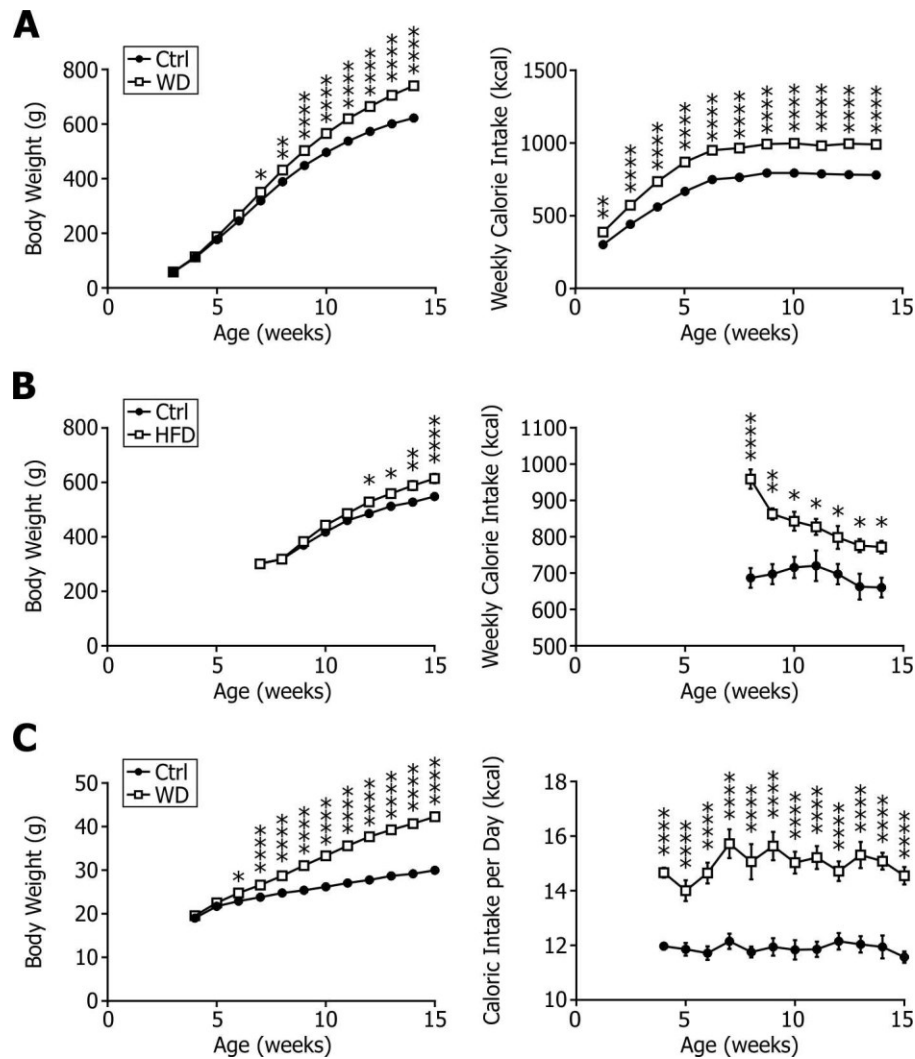 A
Ctrl
WD
Body Weight (g)
800
600
400
200
0
0
5
10
15
Age (weeks)
Weekly Calorie Intake (kcal)
1500
1000
500
0
0
5
10
15
Age (weeks)
B
Ctrl
HFD
Body Weight (g)
800
600
400
200
0
0
5
10
15
Age (weeks)
Weekly Calorie Intake (kcal)
1100
1000
900
800
700
600
500
0
5
10
15
Age (weeks)
C
Ctrl
WD
Body Weight (g)
50
40
30
20
10
0
0
5
10
15
Age (weeks)
Caloric Intake per Day (kcal)
18
16
14
12
10
0
5
10
15
Age (weeks)